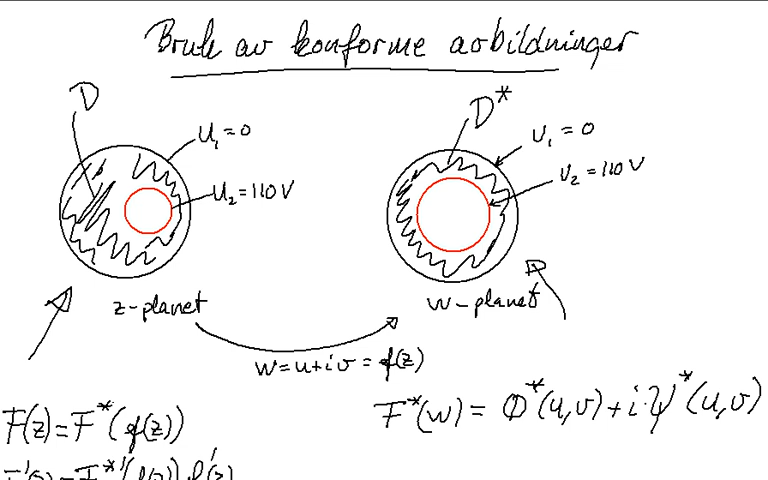 Bruk av konforme avbildninger
D
U₁ = 0
U₂ = 110 V
z-planet
D*
U₁ = 0
U₂ = 110 V
w-planet
w = u + iv = f(z)
F*(w) = Φ*(u,v) + i·ψ*(u,v)
F(z) = F*(f(z))
F'(z) = F*'(f(z))·f'(z)